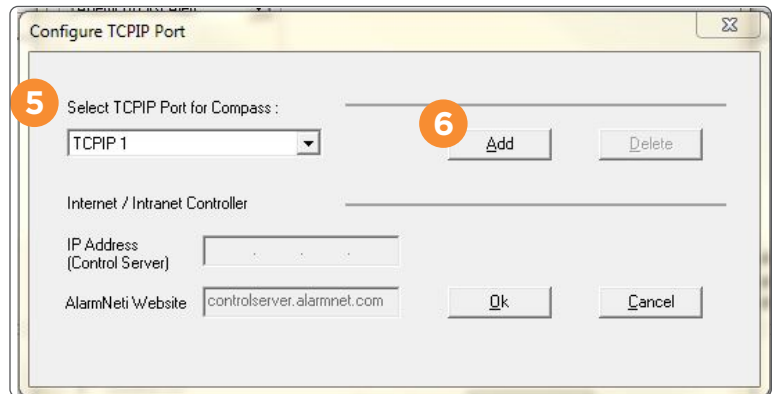 Configure TCPIP Port
5
Select TCPIP Port for Compass :
6
TCPIP 1
Add
Delete
Internet / Intranet Controller
IP Address
(Control Server)
. . .
AlarmNeti Website
controlserver.alarmnet.com
Ok
Cancel